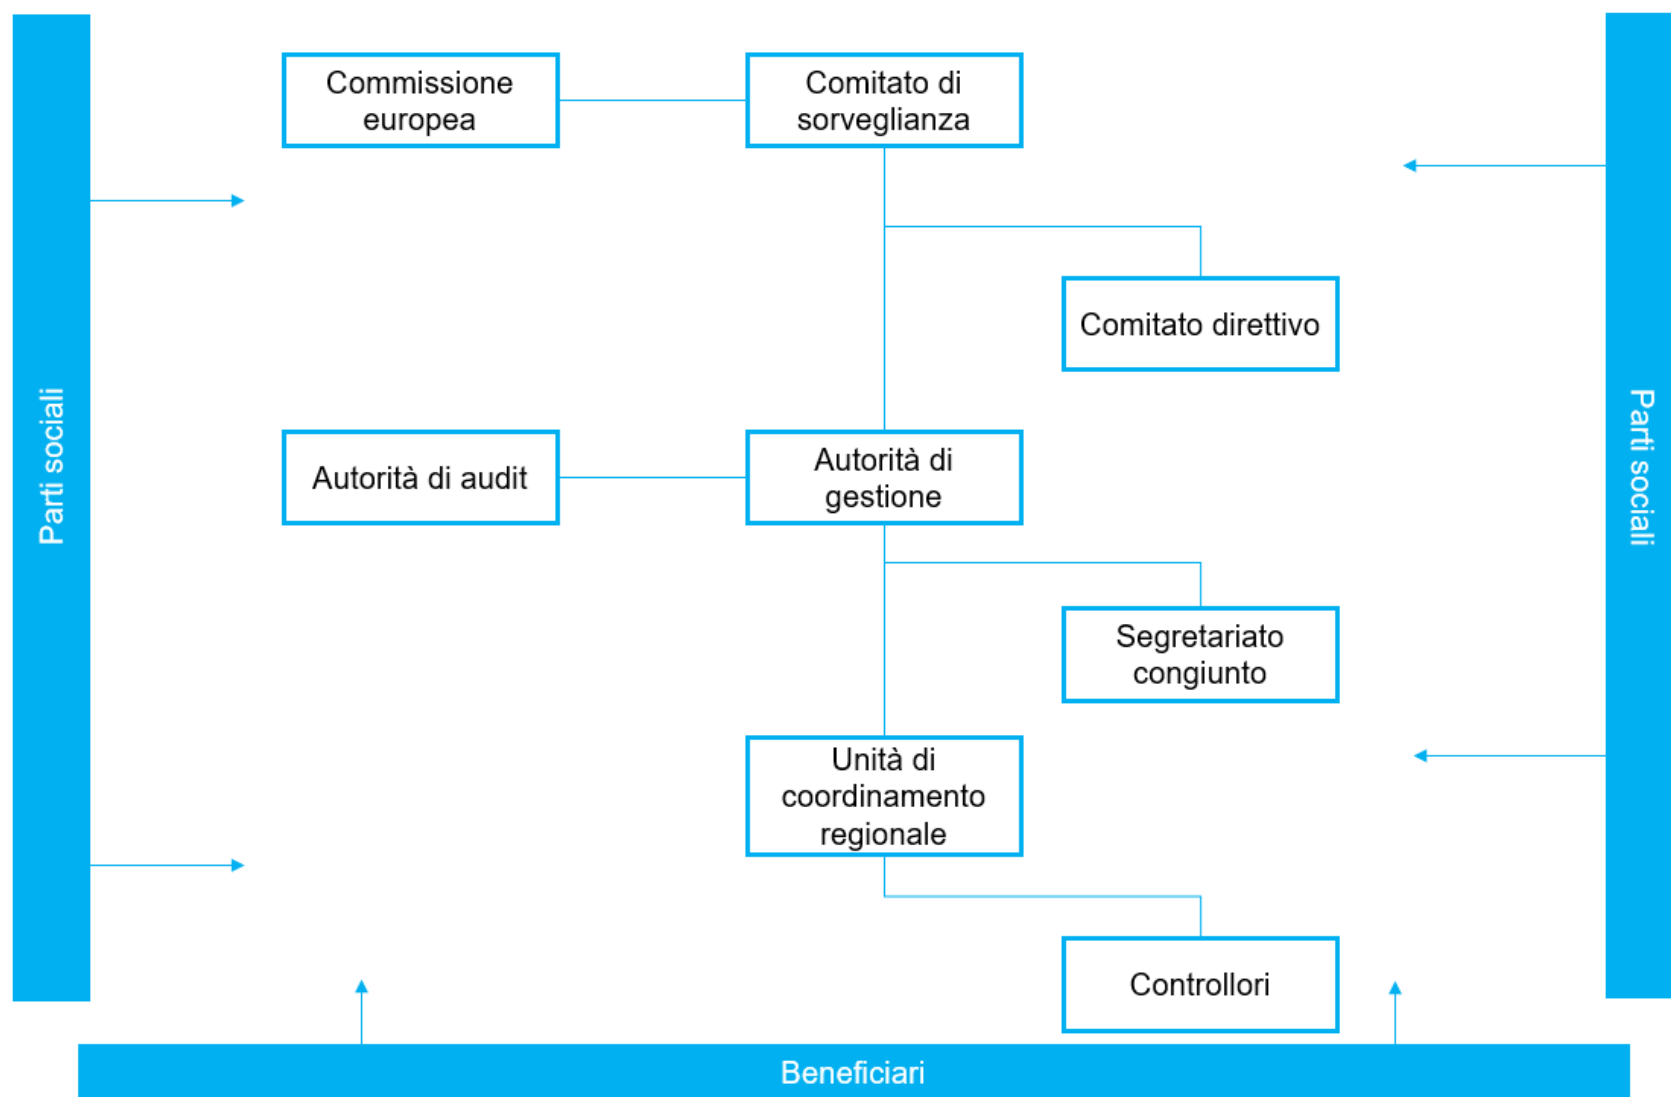 Commissione
europea
Comitato di
sorveglianza
Comitato direttivo
Parti sociali
Parti sociali
Autorità di audit
Autorità di
gestione
Segretariato
congiunto
Unità di
coordinamento
regionale
Controllori
Beneficiari